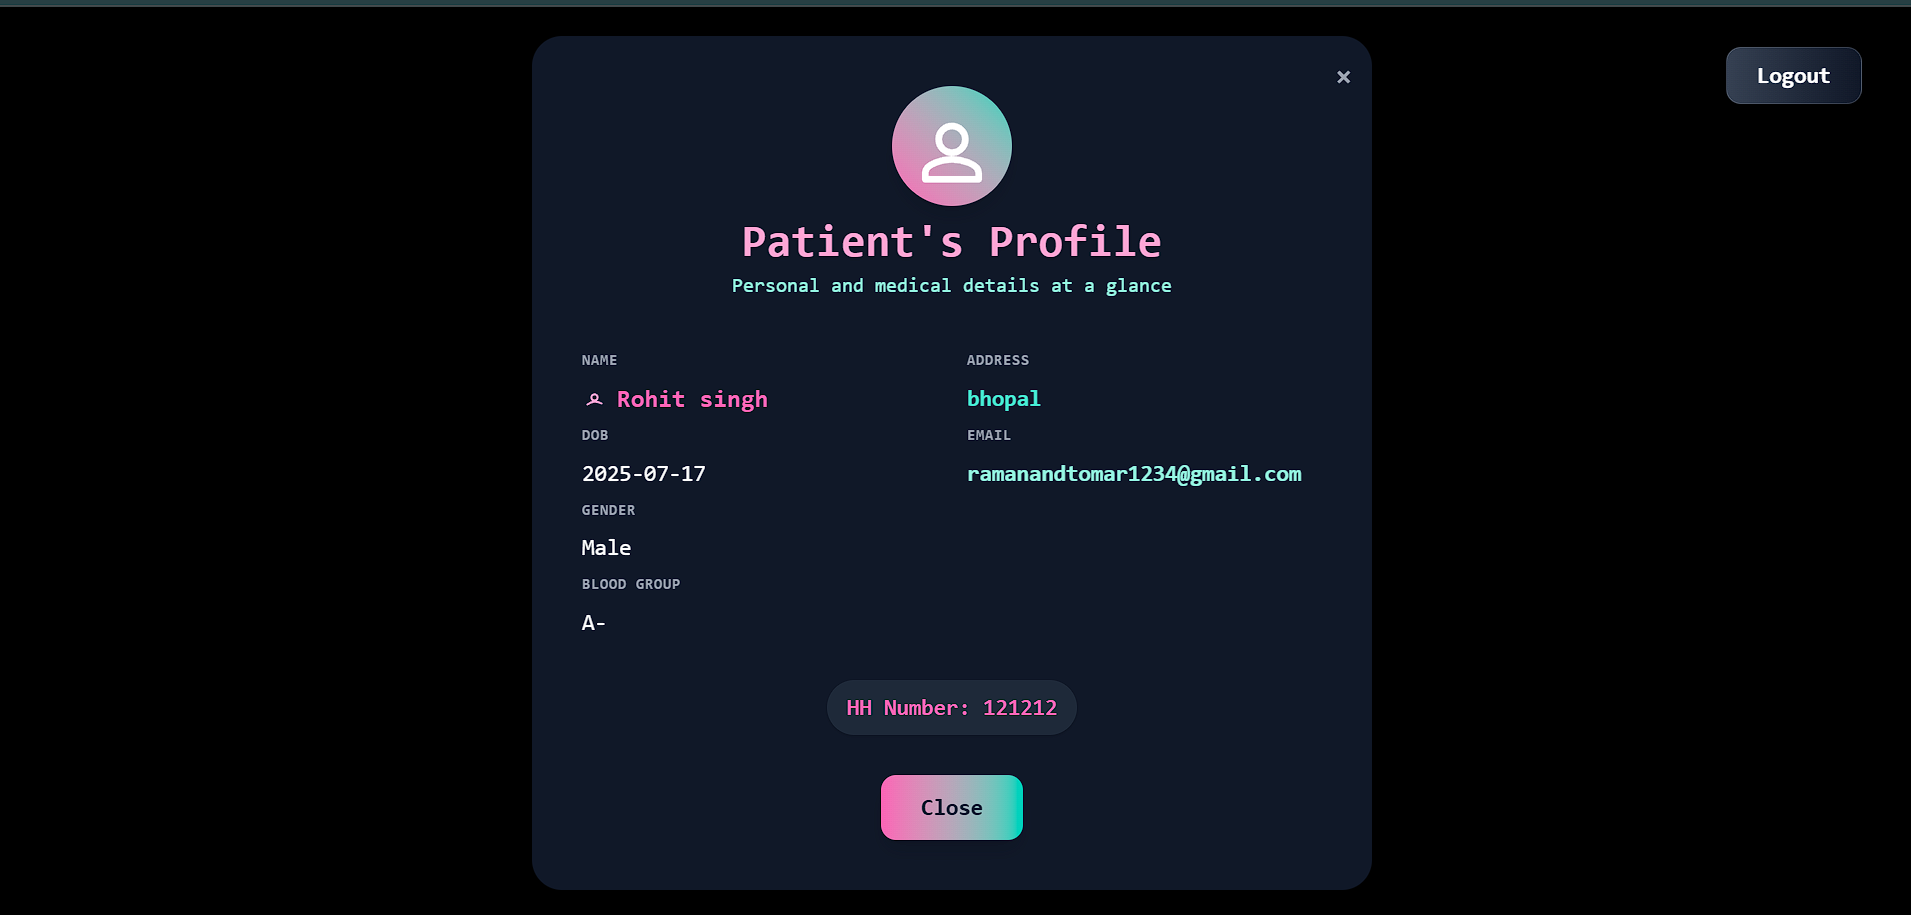 ×
Logout
Patient's Profile
Personal and medical details at a glance
NAME
Rohit singh
DOB
2025-07-17
GENDER
Male
BLOOD GROUP
A-
ADDRESS
bhopal
EMAIL
ramanandtomar1234@gmail.com
HH Number: 121212
Close